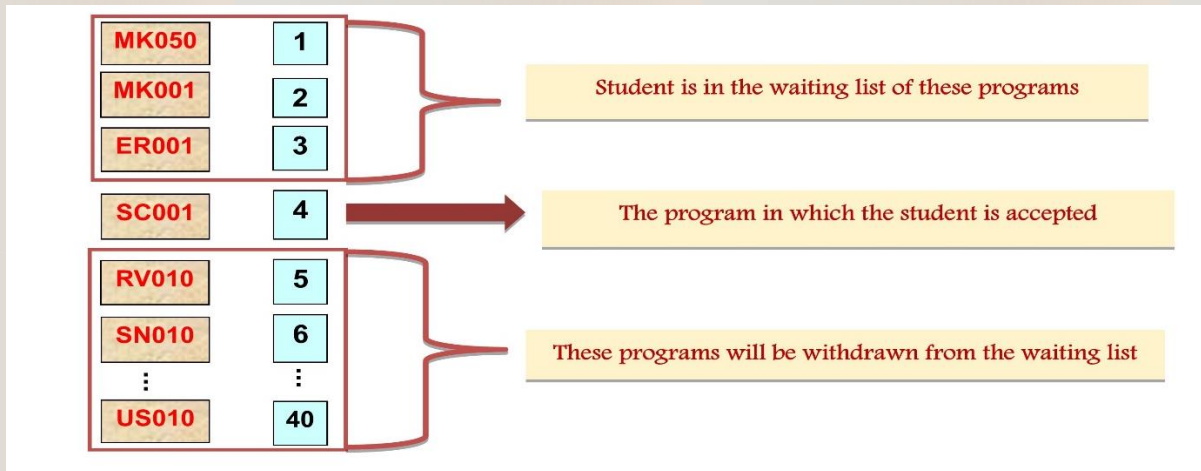 MK050 1
MK001 2
Student is in the waiting list of these programs
ER001 3
SC001 4
The program in which the student is accepted
RV010 5
SN010 6
These programs will be withdrawn from the waiting list
⋮ ⋮
US010 40